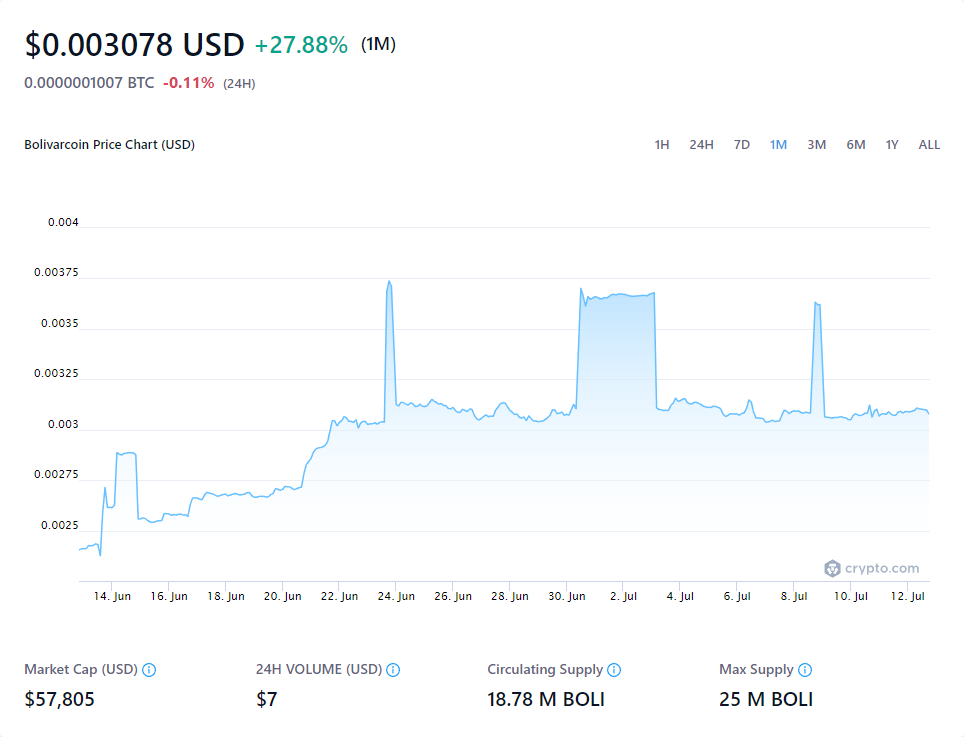 $0.003078 USD +27.88% (1M)
0.0000001007 BTC -0.11% (24H)
Bolivarcoin Price Chart (USD) 1H 24H 7D 1M 3M 6M 1Y ALL
0.004
0.00375
0.0035
0.00325
0.003
0.00275
0.0025
crypto.com
14. Jun 16. Jun 18. Jun 20. Jun 22. Jun 24. Jun 26. Jun 28. Jun 30. Jun 2. Jul 4. Jul 6. Jul 8. Jul 10. Jul 12. Jul
Market Cap (USD) 24H VOLUME (USD) Circulating Supply Max Supply
$57,805 $7 18.78 M BOLI 25 M BOLI